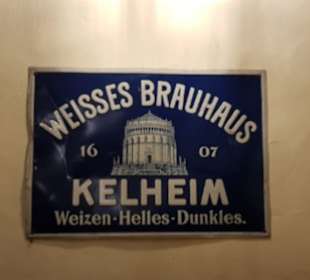 WEISSES BRAUHAUS
16 07
KELHEIM
Weizen-Helles-Dunkles.